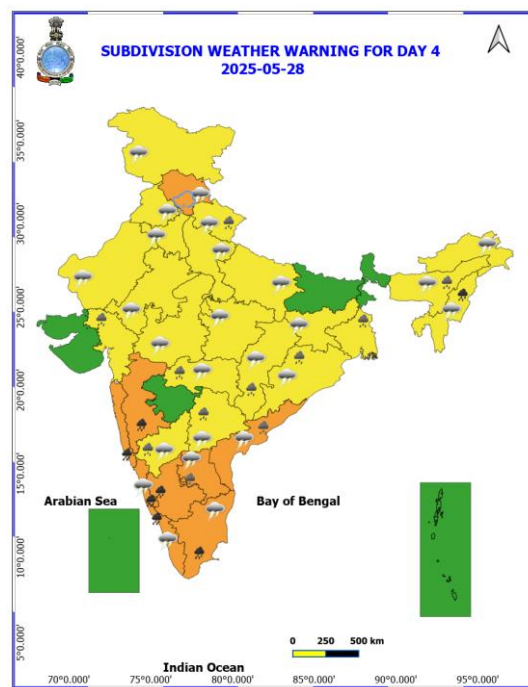 SUBDIVISION WEATHER WARNING FOR DAY 4
2025-05-28
40°0.000'
35°0.000'
30°0.000'
25°0.000'
20°0.000'
15°0.000'
10°0.000'
5°0.000'
Arabian Sea
Bay of Bengal
0 250 500 km
Indian Ocean
70°0.000' 75°0.000' 80°0.000' 85°0.000' 90°0.000' 95°0.000'